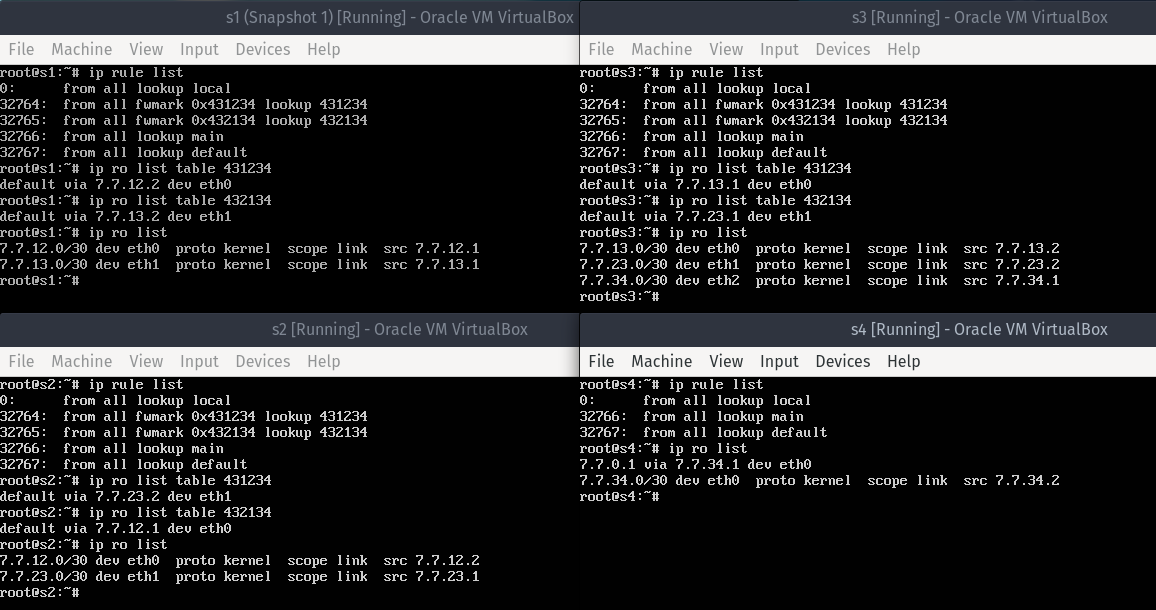 s1 (Snapshot 1) [Running] - Oracle VM VirtualBox
File Machine View Input Devices Help
root@s1:~# ip rule list
0: from all lookup local
32764: from all fwmark 0x431234 lookup 431234
32765: from all fwmark 0x432134 lookup 432134
32766: from all lookup main
32767: from all lookup default
root@s1:~# ip ro list table 431234
default via 7.7.12.2 dev eth0
root@s1:~# ip ro list table 432134
default via 7.7.13.2 dev eth1
root@s1:~# ip ro list
7.7.12.0/30 dev eth0 proto kernel scope link src 7.7.12.1
7.7.13.0/30 dev eth1 proto kernel scope link src 7.7.13.1
root@s1:~#
s3 [Running] - Oracle VM VirtualBox
File Machine View Input Devices Help
root@s3:~# ip rule list
0: from all lookup local
32764: from all fwmark 0x431234 lookup 431234
32765: from all fwmark 0x432134 lookup 432134
32766: from all lookup main
32767: from all lookup default
root@s3:~# ip ro list table 431234
default via 7.7.13.1 dev eth0
root@s3:~# ip ro list table 432134
default via 7.7.23.1 dev eth1
root@s3:~# ip ro list
7.7.13.0/30 dev eth0 proto kernel scope link src 7.7.13.2
7.7.23.0/30 dev eth1 proto kernel scope link src 7.7.23.2
7.7.34.0/30 dev eth2 proto kernel scope link src 7.7.34.1
root@s3:~#
s2 [Running] - Oracle VM VirtualBox
File Machine View Input Devices Help
root@s2:~# ip rule list
0: from all lookup local
32764: from all fwmark 0x431234 lookup 431234
32765: from all fwmark 0x432134 lookup 432134
32766: from all lookup main
32767: from all lookup default
root@s2:~# ip ro list table 431234
default via 7.7.23.2 dev eth1
root@s2:~# ip ro list table 432134
default via 7.7.12.1 dev eth0
root@s2:~# ip ro list
7.7.12.0/30 dev eth0 proto kernel scope link src 7.7.12.2
7.7.23.0/30 dev eth1 proto kernel scope link src 7.7.23.1
root@s2:~#
s4 [Running] - Oracle VM VirtualBox
File Machine View Input Devices Help
root@s4:~# ip rule list
0: from all lookup local
32766: from all lookup main
32767: from all lookup default
root@s4:~# ip ro list
7.7.0.1 via 7.7.34.1 dev eth0
7.7.34.0/30 dev eth0 proto kernel scope link src 7.7.34.2
root@s4:~#